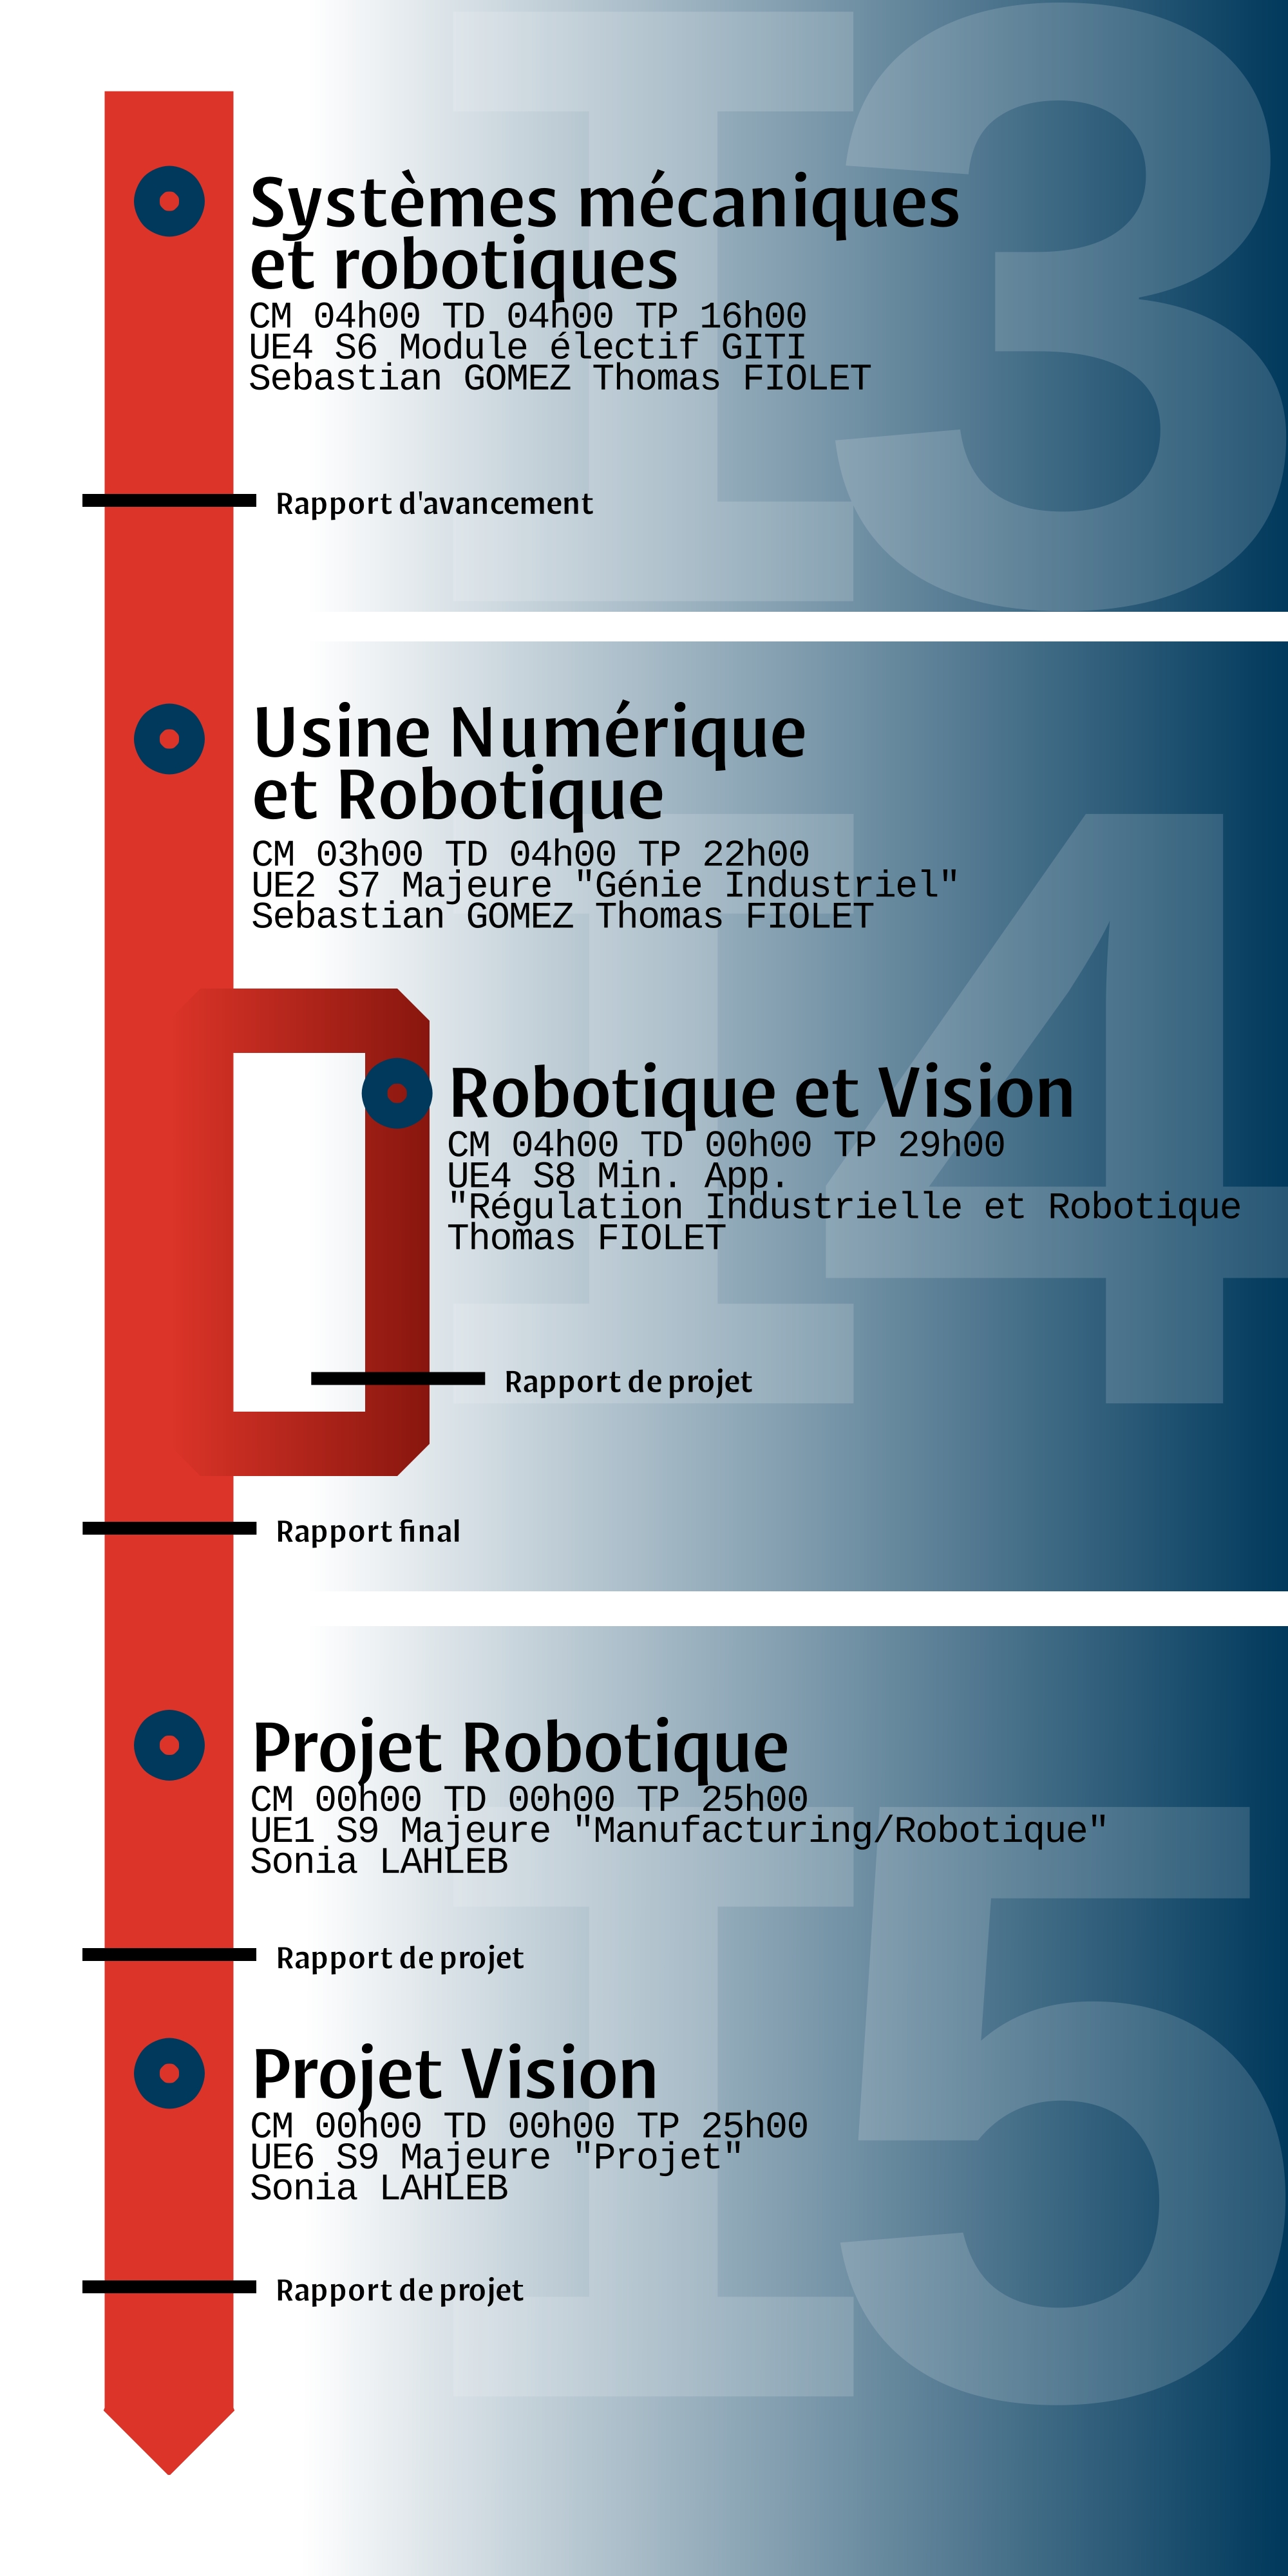 I3
Systèmes mécaniques
et robotiques
CM 04h00 TD 04h00 TP 16h00
UE4 S6 Module électif GITI
Sebastian GOMEZ Thomas FIOLET
Rapport d'avancement
I4
Usine Numérique
et Robotique
CM 03h00 TD 04h00 TP 22h00
UE2 S7 Majeure "Génie Industriel"
Sebastian GOMEZ Thomas FIOLET
Robotique et Vision
CM 04h00 TD 00h00 TP 29h00
UE4 S8 Min. App.
"Régulation Industrielle et Robotique
Thomas FIOLET
Rapport de projet
Rapport final
I5
Projet Robotique
CM 00h00 TD 00h00 TP 25h00
UE1 S9 Majeure "Manufacturing/Robotique"
Sonia LAHLEB
Rapport de projet
Projet Vision
CM 00h00 TD 00h00 TP 25h00
UE6 S9 Majeure "Projet"
Sonia LAHLEB
Rapport de projet